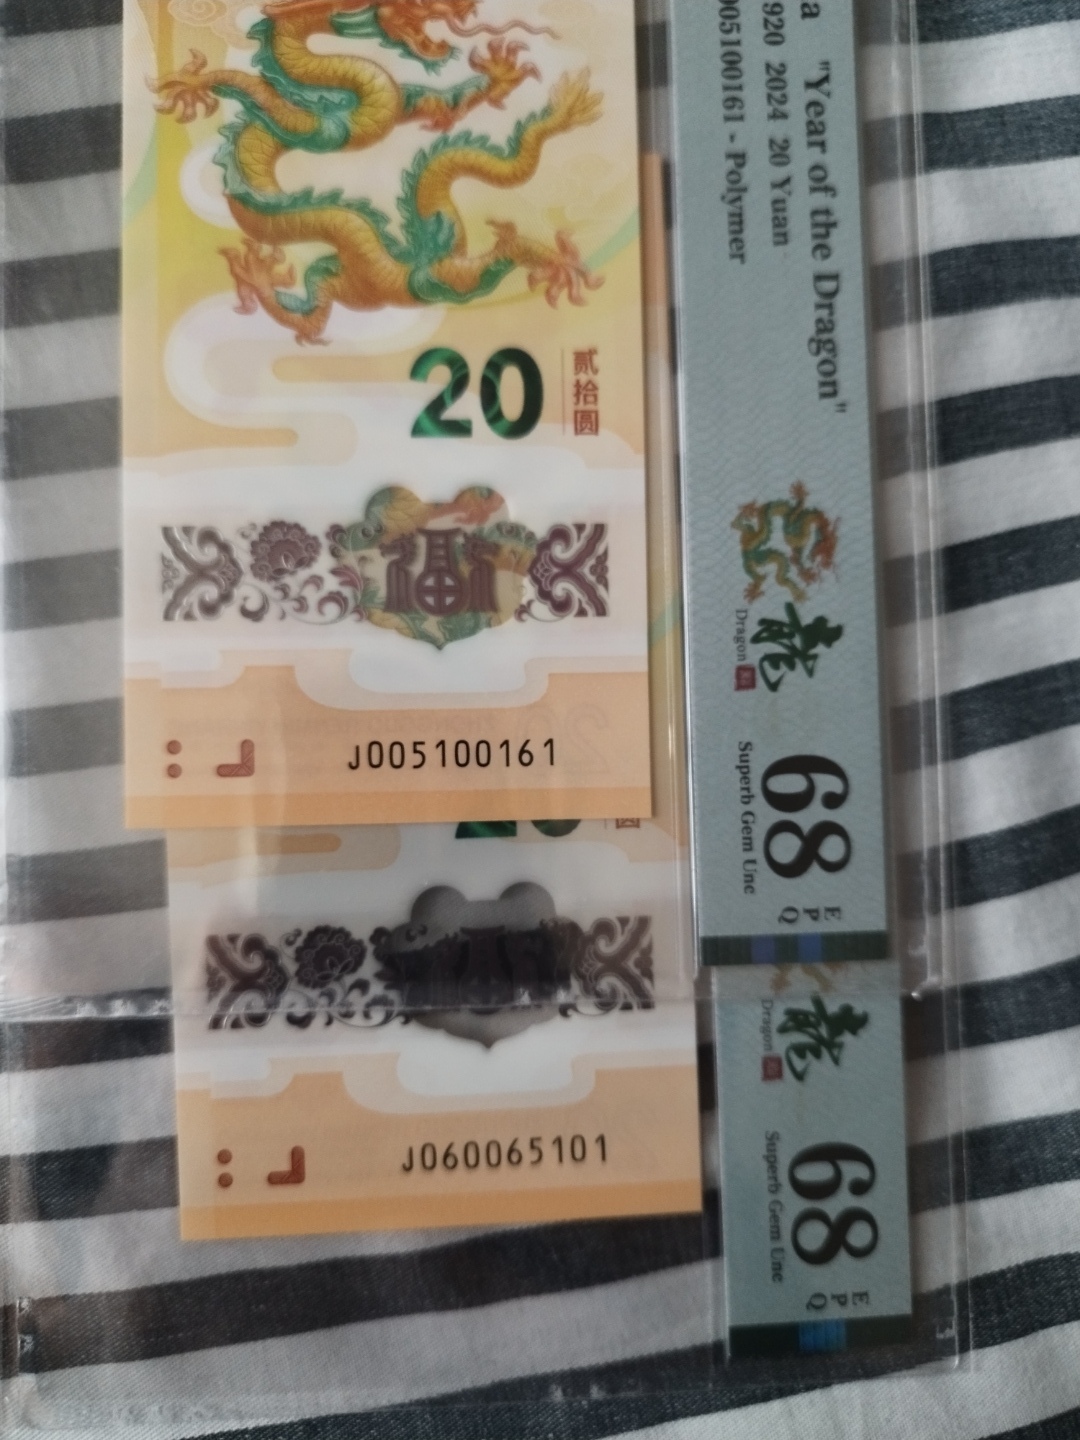 20
贰拾圆
J005100161
J060065101
a "Year of the Dragon"
920 2024 20 Yuan
005100161 - Polymer
龍
Dragon
68
EPQ
Superb Gem Unc
龍
Dragon
68
EPQ
Superb Gem Unc